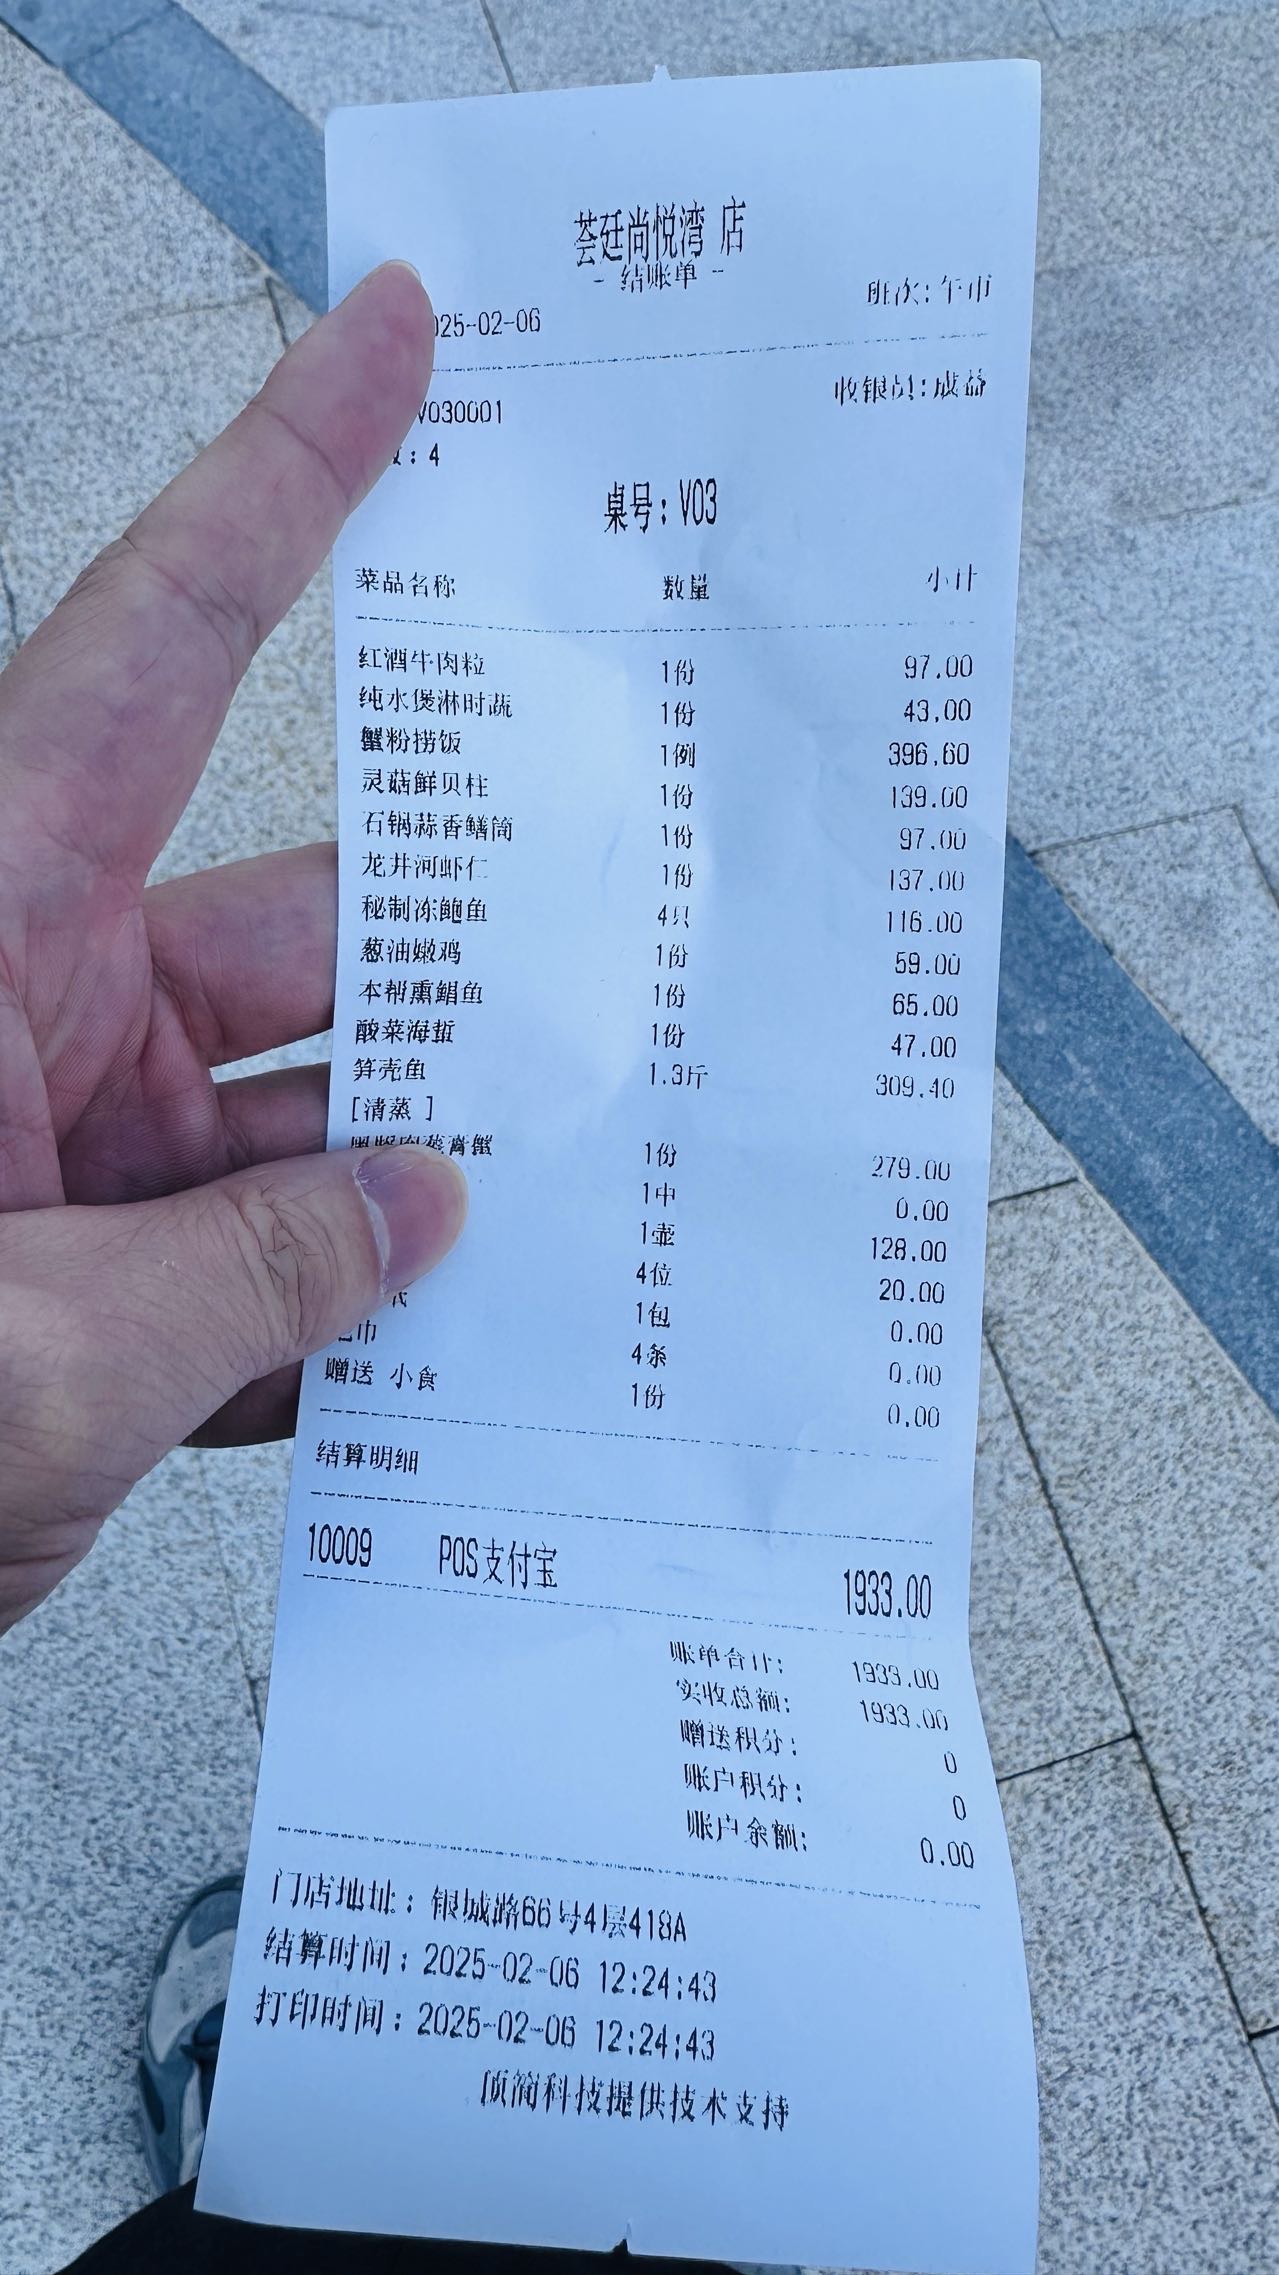 荟廷尚悦湾 店
- 结账单 -
025-02-06 班次:午市
V030001 收银员:成益
数:4
桌号:V03
菜品名称 数量 小计
红酒牛肉粒 1份 97.00
纯水煲淋时蔬 1份 43.00
蟹粉捞饭 1例 396.60
灵菇鲜贝柱 1份 139.00
石锅蒜香鳝筒 1份 97.00
龙井河虾仁 1份 137.00
秘制冻鲍鱼 4只 116.00
葱油嫩鸡 1份 59.00
本帮熏鲳鱼 1份 65.00
酸菜海蜇 1份 47.00
笋壳鱼 1.3斤 309.40
[清蒸 ]
膏蟹 1份 279.00
1中 0.00
1壶 128.00
4位 20.00
1包 0.00
巾 4条 0.00
赠送 小食 1份 0.00
结算明细
10009 POS支付宝 1933.00
账单合计: 1933.00
实收总额: 1933.00
赠送积分: 0
账户积分: 0
账户余额: 0.00
门店地址:银城路66号4层418A
结算时间:2025-02-06 12:24:43
打印时间:2025-02-06 12:24:43
顶简科技提供技术支持